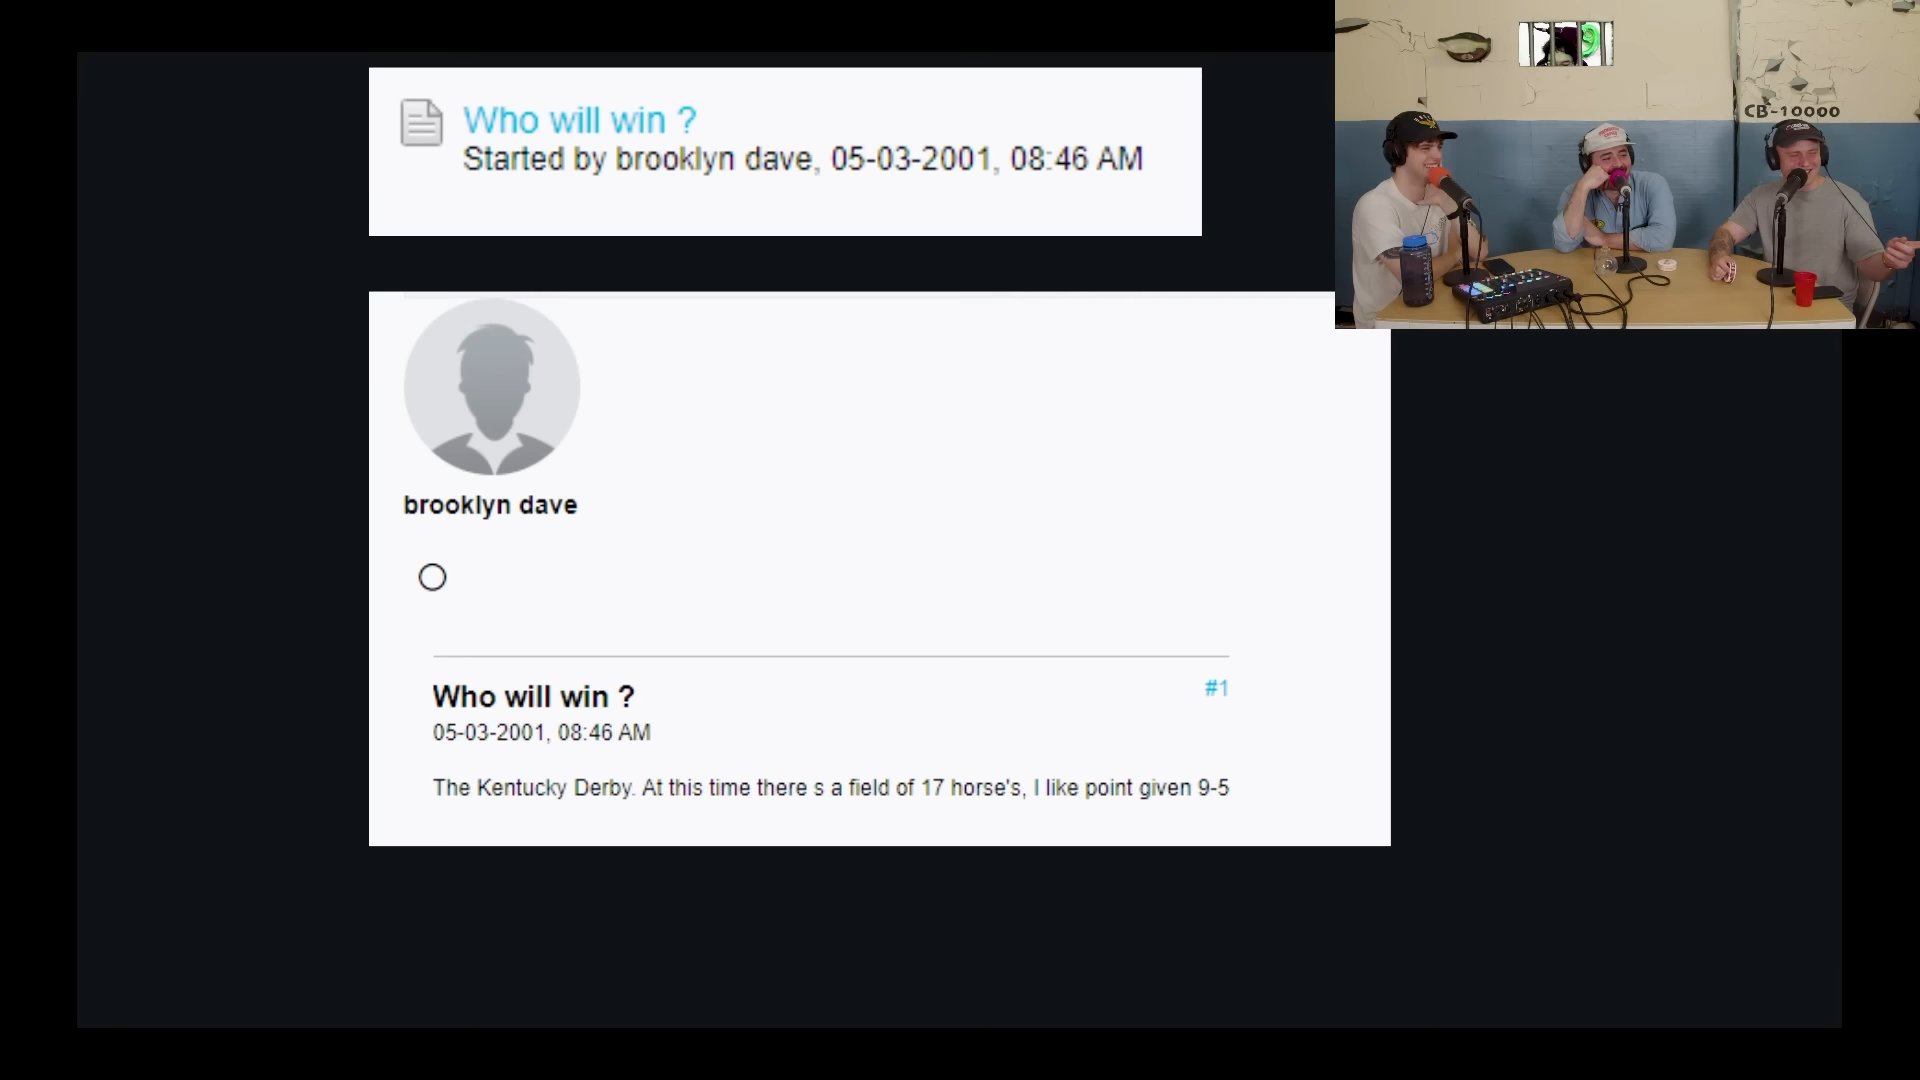 Who will win ?
Started by brooklyn dave, 05-03-2001, 08:46 AM
CB-10000
brooklyn dave
Who will win ?
#1
05-03-2001, 08:46 AM
The Kentucky Derby. At this time there s a field of 17 horse's, I like point given 9-5